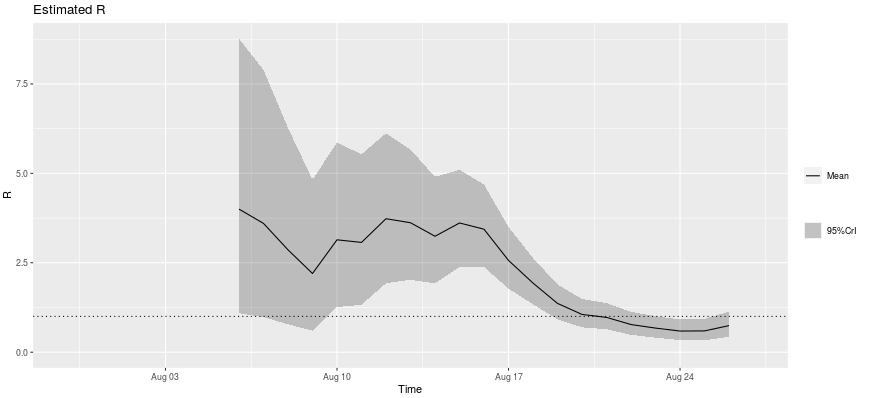 Estimated R
7.5
5.0
2.5
0.0
R
Aug 03
Aug 10
Aug 17
Aug 24
Time
Mean
95%CrI